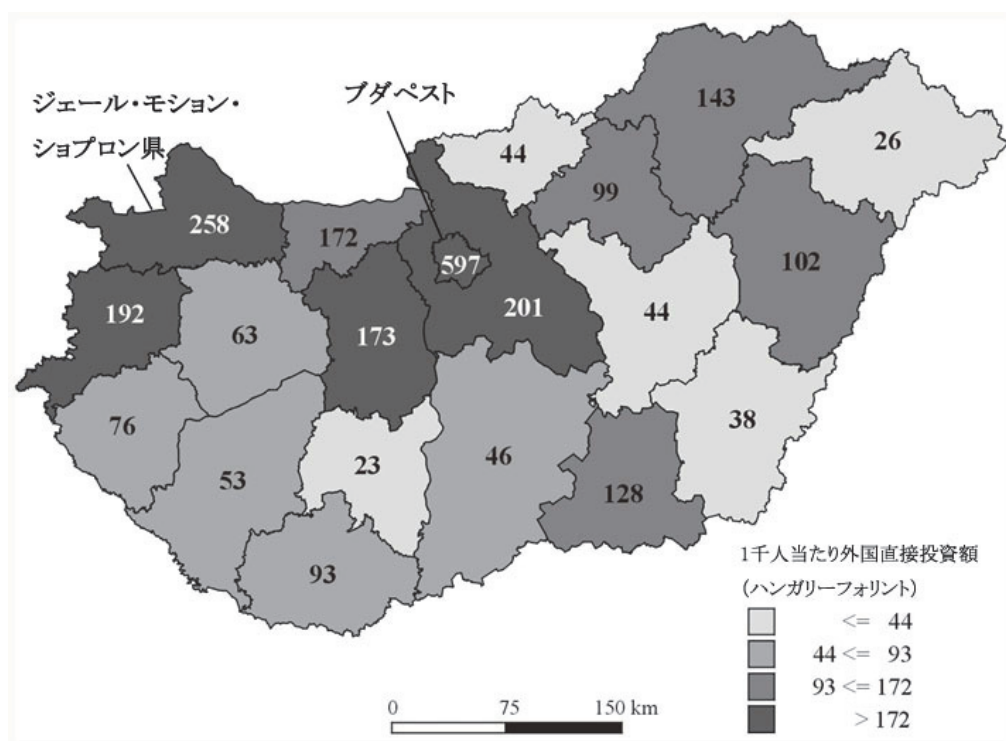 ジェール・モション・
ショプロン県
ブダペスト
143
26
44
99
258
172
597
102
192
63
173
201
44
76
38
53
23
46
128
93
1千人当たり外国直接投資額
(ハンガリーフォリント)
<= 44
44 <= 93
93 <= 172
> 172
0 75 150 km